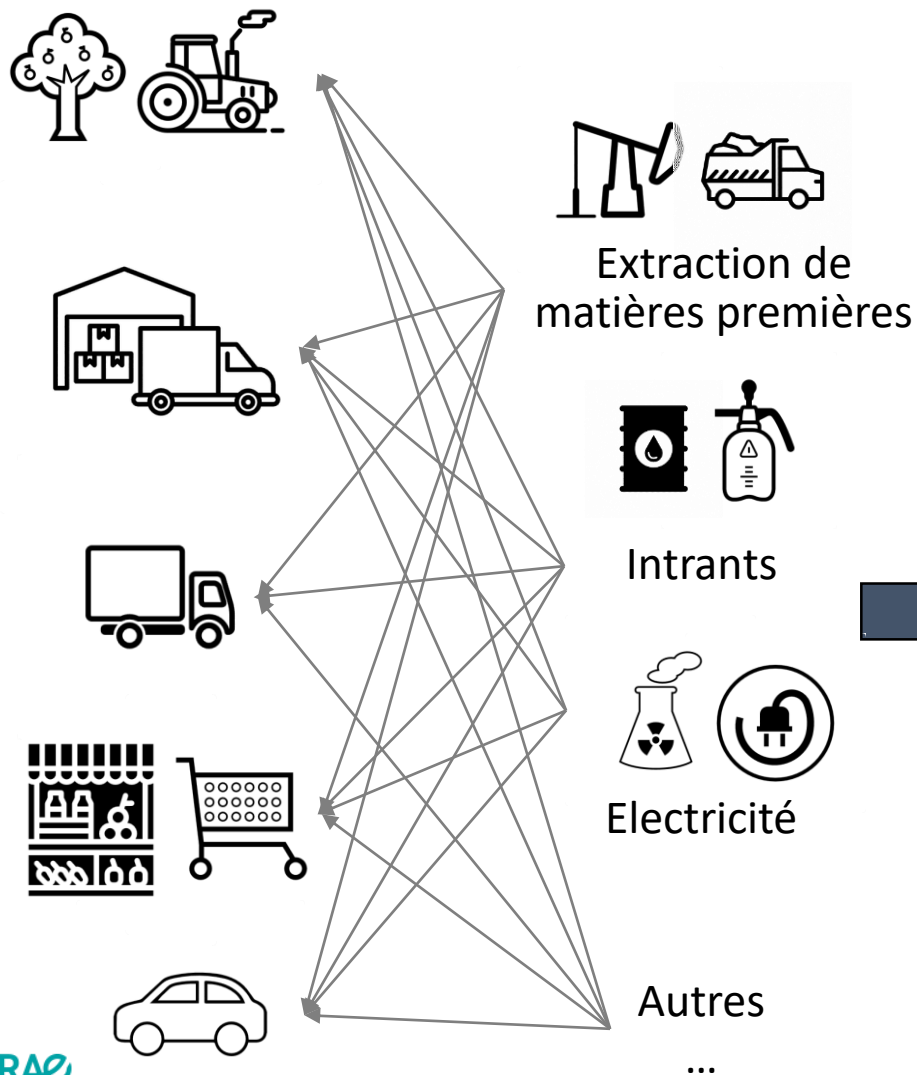 Extraction de
matières premières
Intrants
Electricité
Autres
...